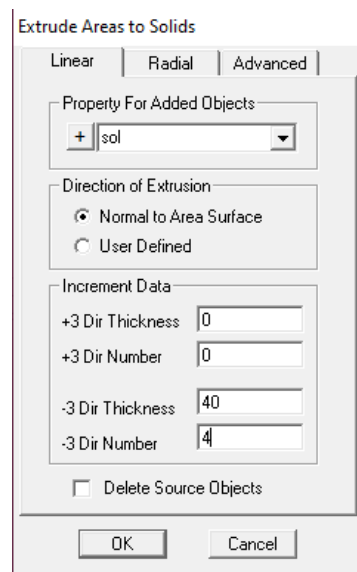 Extrude Areas to Solids
Linear Radial Advanced
Property For Added Objects
+ sol
Direction of Extrusion
Normal to Area Surface
User Defined
Increment Data
+3 Dir Thickness 0
+3 Dir Number 0
-3 Dir Thickness 40
-3 Dir Number 4
Delete Source Objects
OK Cancel